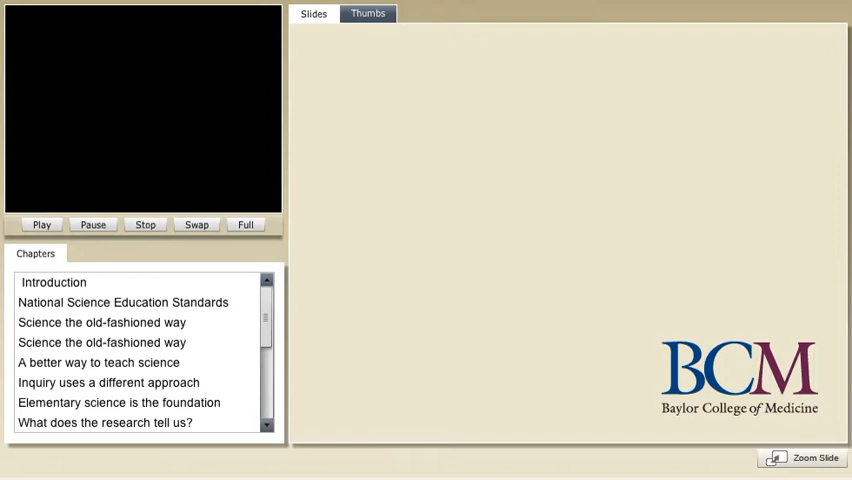 Slides
Thumbs
Play
Pause
Stop
Swap
Full
Chapters
Introduction
National Science Education Standards
Science the old-fashioned way
Science the old-fashioned way
A better way to teach science
Inquiry uses a different approach
Elementary science is the foundation
What does the research tell us?
BCM
Baylor College of Medicine
Zoom Slide